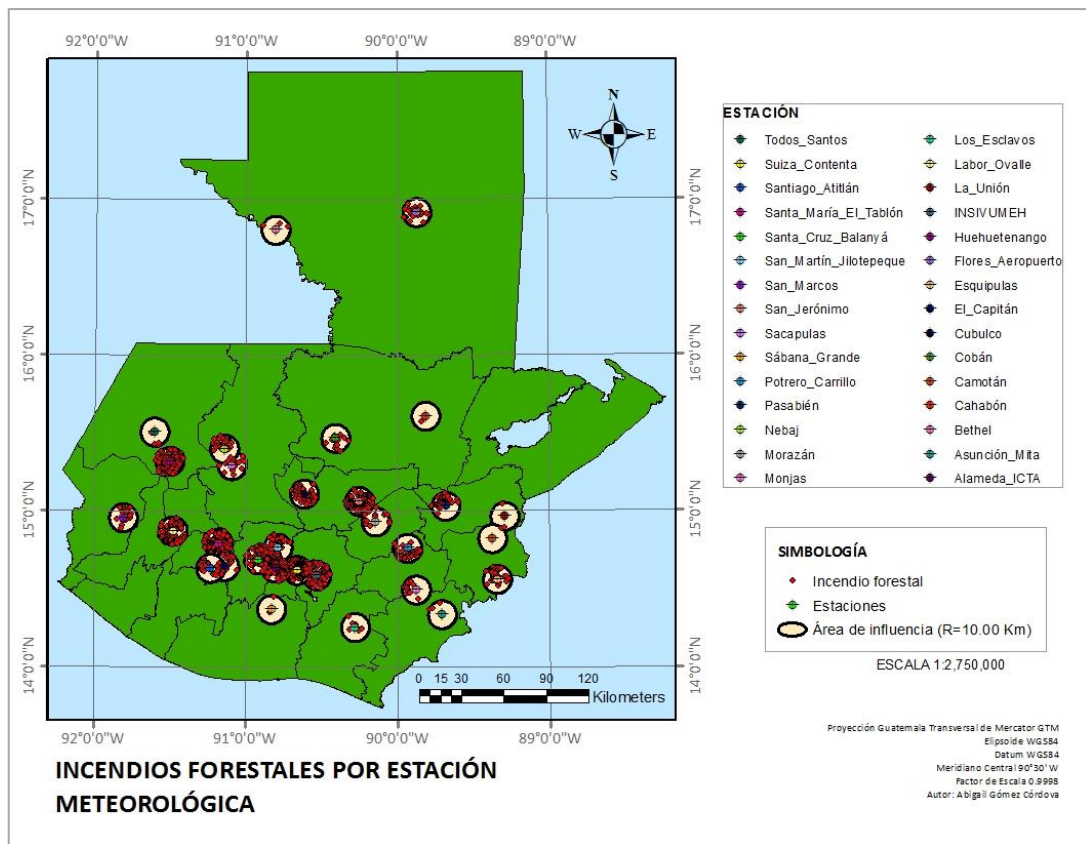 92°0'0"W 91°0'0"W 90°0'0"W 89°0'0"W
N
W E
S
17°0'0"N 17°0'0"N
16°0'0"N 16°0'0"N
15°0'0"N 15°0'0"N
14°0'0"N 14°0'0"N
0 15 30 60 90 120
Kilometers
92°0'0"W 91°0'0"W 90°0'0"W 89°0'0"W
INCENDIOS FORESTALES POR ESTACIÓN
METEOROLÓGICA
ESTACIÓN
Todos_Santos
Suiza_Contenta
Santiago_Atitlán
Santa_María_El_Tablón
Santa_Cruz_Balanyá
San_Martín_Jilotepeque
San_Marcos
San_Jerónimo
Sacapulas
Sábana_Grande
Potrero_Carrillo
Pasabién
Nebaj
Morazán
Monjas
Los_Esclavos
Labor_Ovalle
La_Unión
INSIVUMEH
Huehuetenango
Flores_Aeropuerto
Esquipulas
El_Capitán
Cubulco
Cobán
Camotán
Cahabón
Bethel
Asunción_Mita
Alameda_ICTA
SIMBOLOGÍA
Incendio forestal
Estaciones
Área de influencia (R=10.00 Km)
ESCALA 1:2,750,000
Proyección Guatemala Transversal de Mercator GTM
Elipsoide WGS84
Datum WGS84
Meridiano Central 90°30' W
Factor de Escala 0.9998
Autor: Abigail Gómez Córdova